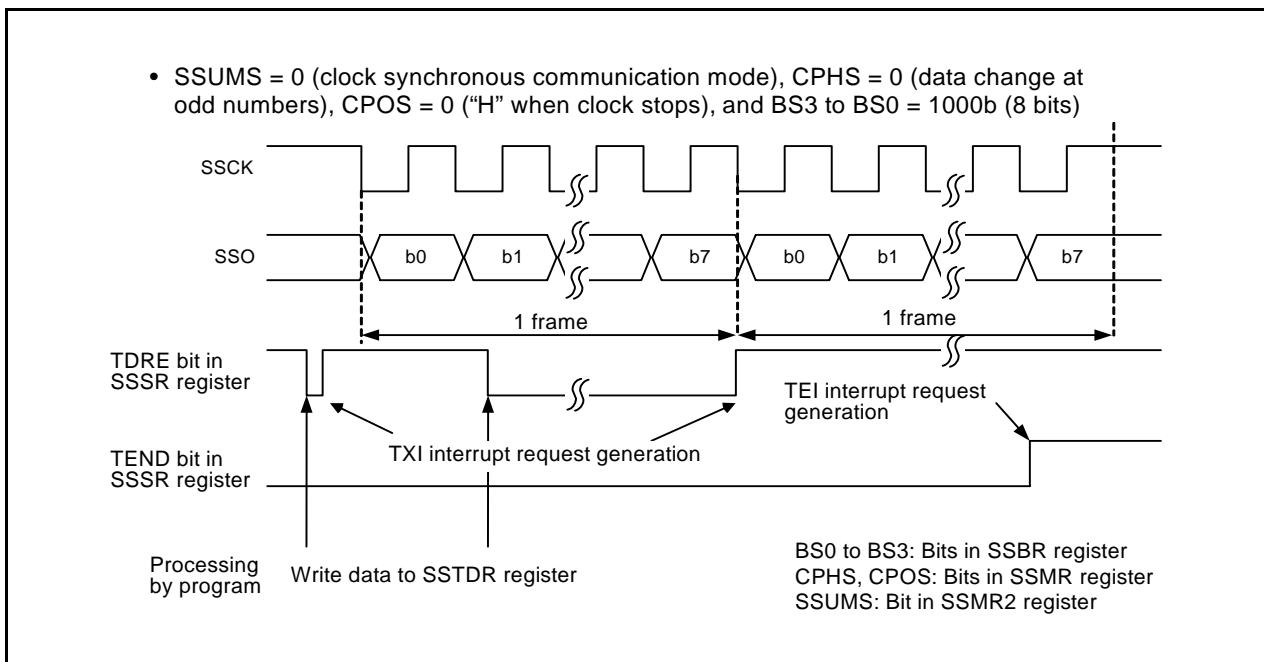 • SSUMS = 0 (clock synchronous communication mode), CPHS = 0 (data change at
odd numbers), CPOS = 0 (“H” when clock stops), and BS3 to BS0 = 1000b (8 bits)
SSCK
SSO
b0
b1
b7
b0
b1
b7
1 frame
1 frame
TDRE bit in
SSSR register
TEI interrupt request
generation
TXI interrupt request generation
TEND bit in
SSSR register
Processing
by program
Write data to SSTDR register
BS0 to BS3: Bits in SSBR register
CPHS, CPOS: Bits in SSMR register
SSUMS: Bit in SSMR2 register